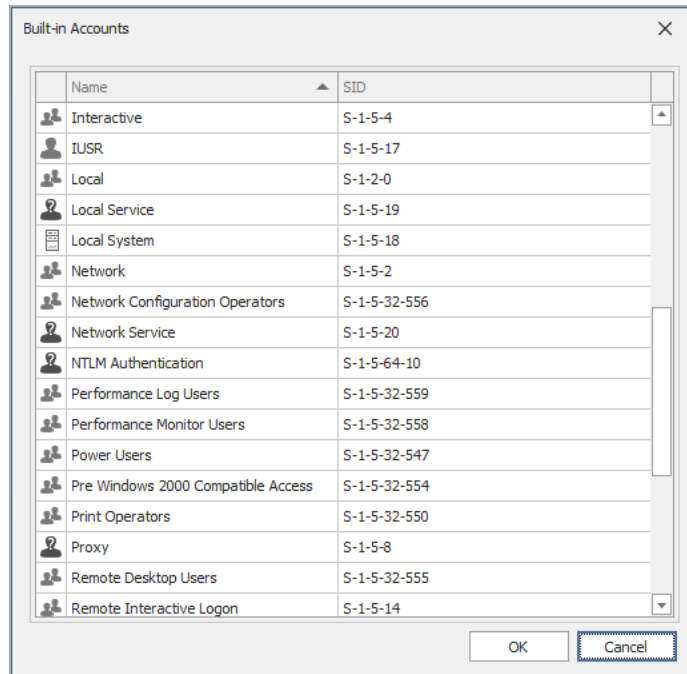 Built-in Accounts
Name SID
Interactive S-1-5-4
IUSR S-1-5-17
Local S-1-2-0
Local Service S-1-5-19
Local System S-1-5-18
Network S-1-5-2
Network Configuration Operators S-1-5-32-556
Network Service S-1-5-20
NTLM Authentication S-1-5-64-10
Performance Log Users S-1-5-32-559
Performance Monitor Users S-1-5-32-558
Power Users S-1-5-32-547
Pre Windows 2000 Compatible Access S-1-5-32-554
Print Operators S-1-5-32-550
Proxy S-1-5-8
Remote Desktop Users S-1-5-32-555
Remote Interactive Logon S-1-5-14
OK Cancel